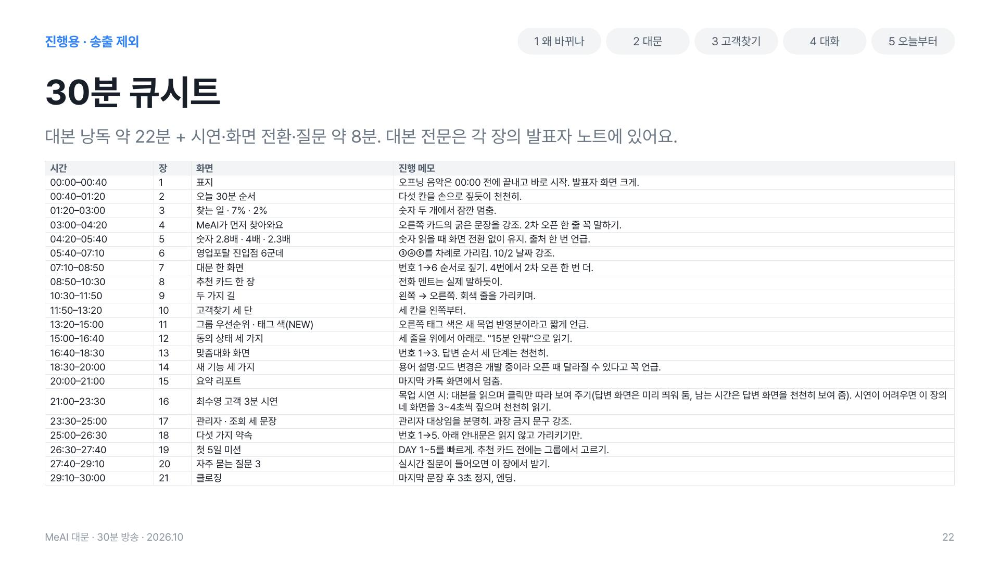 진행용 · 송출 제외
1 왜 바뀌나
2 대문
3 고객찾기
4 대화
5 오늘부터
30분 큐시트
대본 낭독 약 22분 + 시연·화면 전환·질문 약 8분. 대본 전문은 각 장의 발표자 노트에 있어요.
시간 장 화면 진행 메모
00:00–00:40 1 표지 오프닝 음악은 00:00 전에 끝내고 바로 시작. 발표자 화면 크게.
00:40–01:20 2 오늘 30분 순서 다섯 칸을 손으로 짚듯이 천천히.
01:20–03:00 3 찾는 일 · 7% · 2% 숫자 두 개에서 잠깐 멈춤.
03:00–04:20 4 MeAI가 먼저 찾아와요 오른쪽 카드의 굵은 문장을 강조. 2차 오픈 한 줄 꼭 말하기.
04:20–05:40 5 숫자 2.8배 · 4배 · 2.3배 숫자 읽을 때 화면 전환 없이 유지. 출처 한 번 언급.
05:40–07:10 6 영업포탈 진입점 6군데 ③④⑤를 차례로 가리킴. 10/2 날짜 강조.
07:10–08:50 7 대문 한 화면 번호 1→6 순서로 짚기. 4번에서 2차 오픈 한 번 더.
08:50–10:30 8 추천 카드 한 장 전화 멘트는 실제 말하듯이.
10:30–11:50 9 두 가지 길 왼쪽 → 오른쪽. 회색 줄을 가리키며.
11:50–13:20 10 고객찾기 세 단 세 칸을 왼쪽부터.
13:20–15:00 11 그룹 우선순위 · 태그 색(NEW) 오른쪽 태그 색은 새 목업 반영분이라고 짧게 언급.
15:00–16:40 12 동의 상태 세 가지 세 줄을 위에서 아래로. "15분 안팎"으로 읽기.
16:40–18:30 13 맞춤대화 화면 번호 1→3. 답변 순서 세 단계는 천천히.
18:30–20:00 14 새 기능 세 가지 용어 설명·모드 변경은 개발 중이라 오픈 때 달라질 수 있다고 꼭 언급.
20:00–21:00 15 요약 리포트 마지막 카톡 화면에서 멈춤.
21:00–23:30 16 최수영 고객 3분 시연 목업 시연 시: 대본을 읽으며 클릭만 따라 보여 주기(답변 화면은 미리 띄워 둠, 남는 시간은 답변 화면을 천천히 보여 줌). 시연이 어려우면 이 장의
네 화면을 3~4초씩 짚으며 천천히 읽기.
23:30–25:00 17 관리자 · 조회 세 문장 관리자 대상임을 분명히. 과장 금지 문구 강조.
25:00–26:30 18 다섯 가지 약속 번호 1→5. 아래 안내문은 읽지 않고 가리키기만.
26:30–27:40 19 첫 5일 미션 DAY 1~5를 빠르게. 추천 카드 전에는 그룹에서 고르기.
27:40–29:10 20 자주 묻는 질문 3 실시간 질문이 들어오면 이 장에서 받기.
29:10–30:00 21 클로징 마지막 문장 후 3초 정지, 엔딩.
MeAI 대문 · 30분 방송 · 2026.10
22